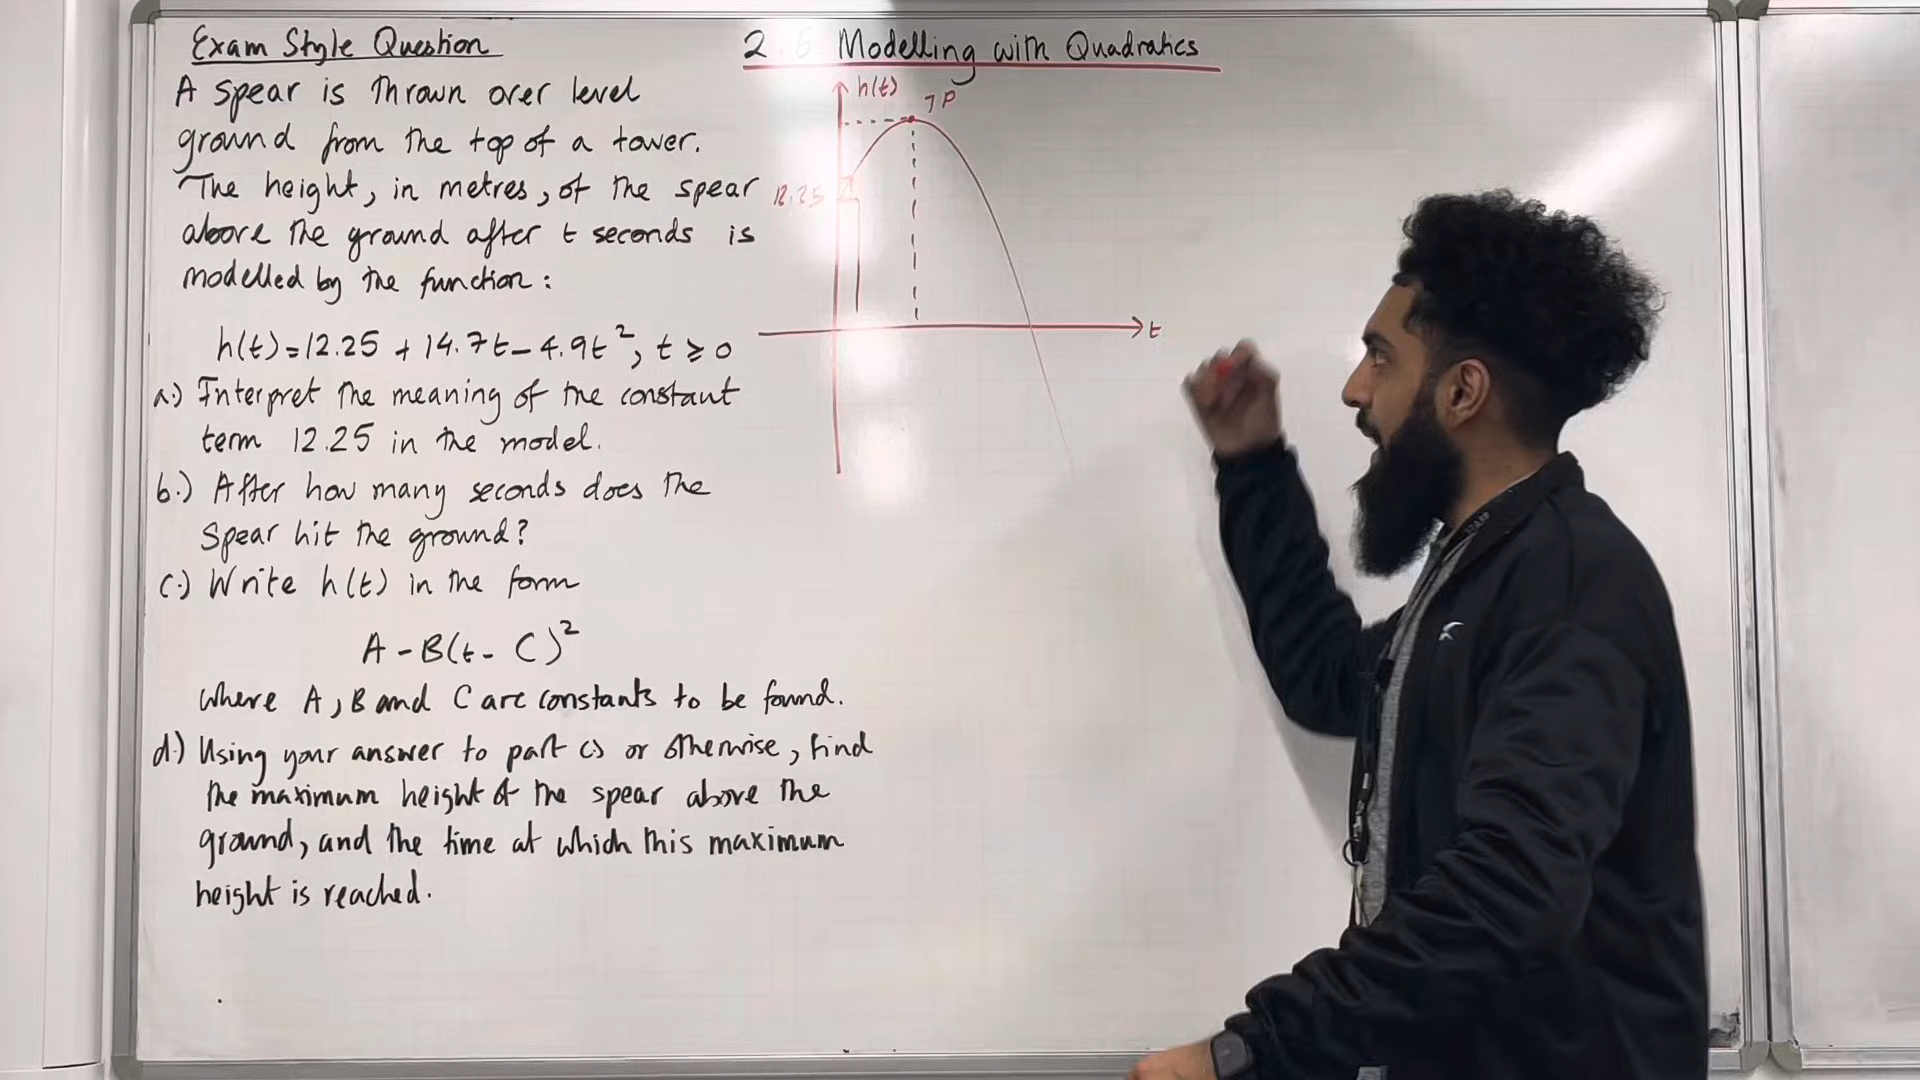 Exam Style Question
A spear is thrown over level
ground from the top of a tower.
The height, in metres, of the spear
above the ground after t seconds is
modelled by the function:
h(t)=12.25 + 14.7t - 4.9t², t ⩾ 0
a.) Interpret the meaning of the constant
term 12.25 in the model.
b.) After how many seconds does the
spear hit the ground?
c.) Write h(t) in the form
A - B(t - C)²
where A, B and C are constants to be found.
d.) Using your answer to part c) or otherwise, find
the maximum height of the spear above the
ground, and the time at which this maximum
height is reached.
2.6 Modelling with Quadratics
h(t)
TP
12.25
t